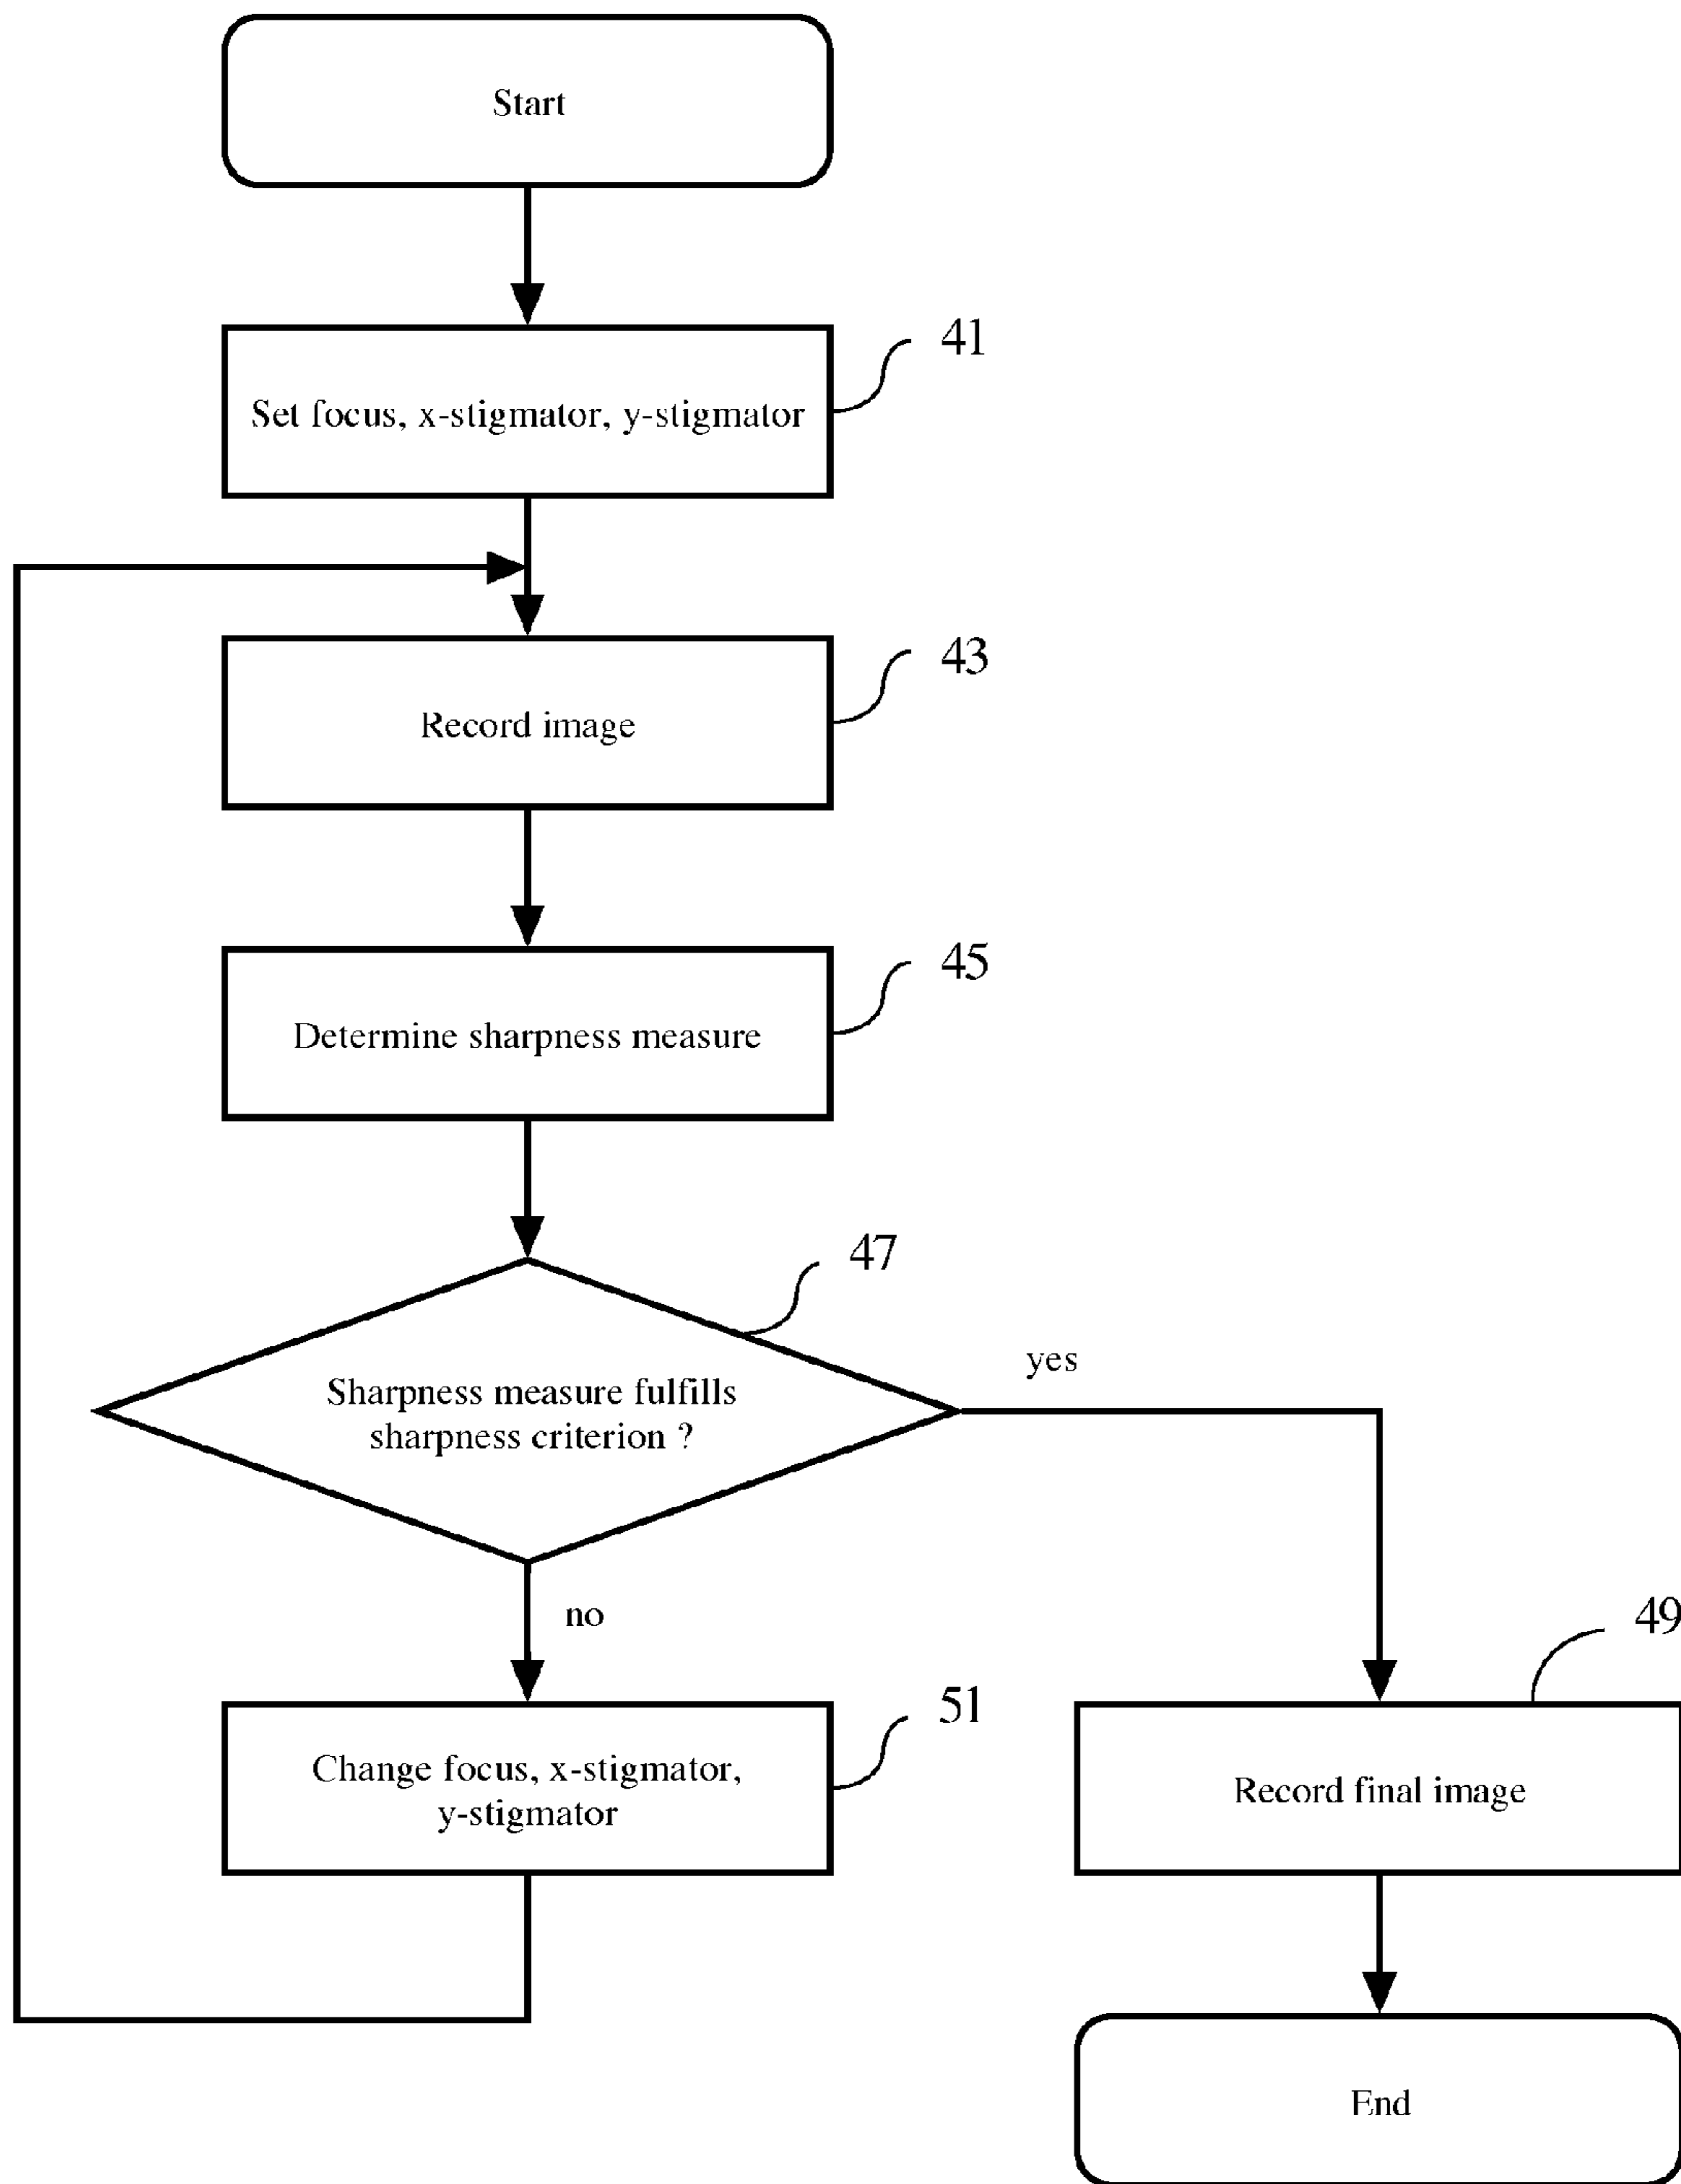 Start
41
Set focus, x-stigmator, y-stigmator
43
Record image
45
Determine sharpness measure
47
yes
Sharpness measure fulfills
sharpness criterion ?
no
49
51
Change focus, x-stigmator,
y-stigmator
Record final image
End